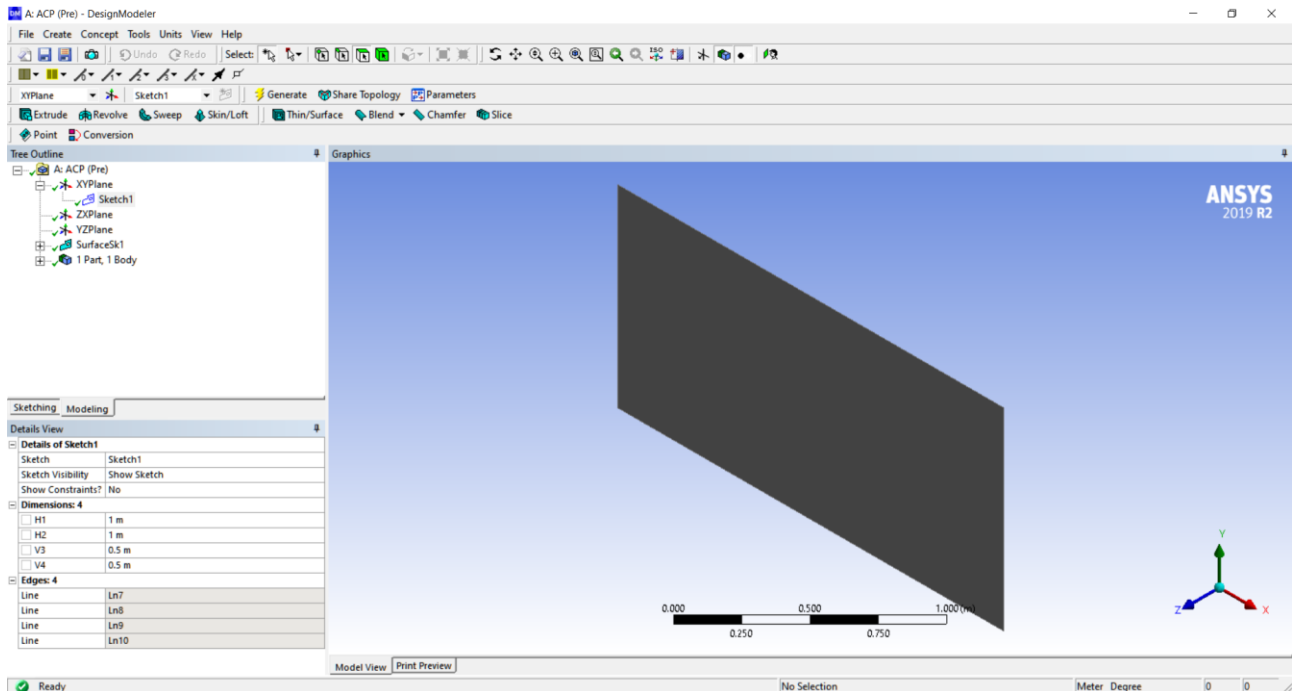 A: ACP (Pre) - DesignModeler
File Create Concept Tools Units View Help
Undo Redo Select: ISO
XYPlane Sketch1 Generate Share Topology Parameters
Extrude Revolve Sweep Skin/Loft Thin/Surface Blend Chamfer Slice
Point Conversion
Tree Outline
A: ACP (Pre)
XYPlane
Sketch1
ZXPlane
YZPlane
SurfaceSk1
1 Part, 1 Body
Sketching Modeling
Details View
Details of Sketch1
Sketch Sketch1
Sketch Visibility Show Sketch
Show Constraints? No
Dimensions: 4
H1 1 m
H2 1 m
V3 0.5 m
V4 0.5 m
Edges: 4
Line Ln7
Line Ln8
Line Ln9
Line Ln10
Graphics
ANSYS
2019 R2
Y
Z X
0.000 0.500 1.000 (m)
0.250 0.750
Model View Print Preview
Ready No Selection Meter Degree 0 0